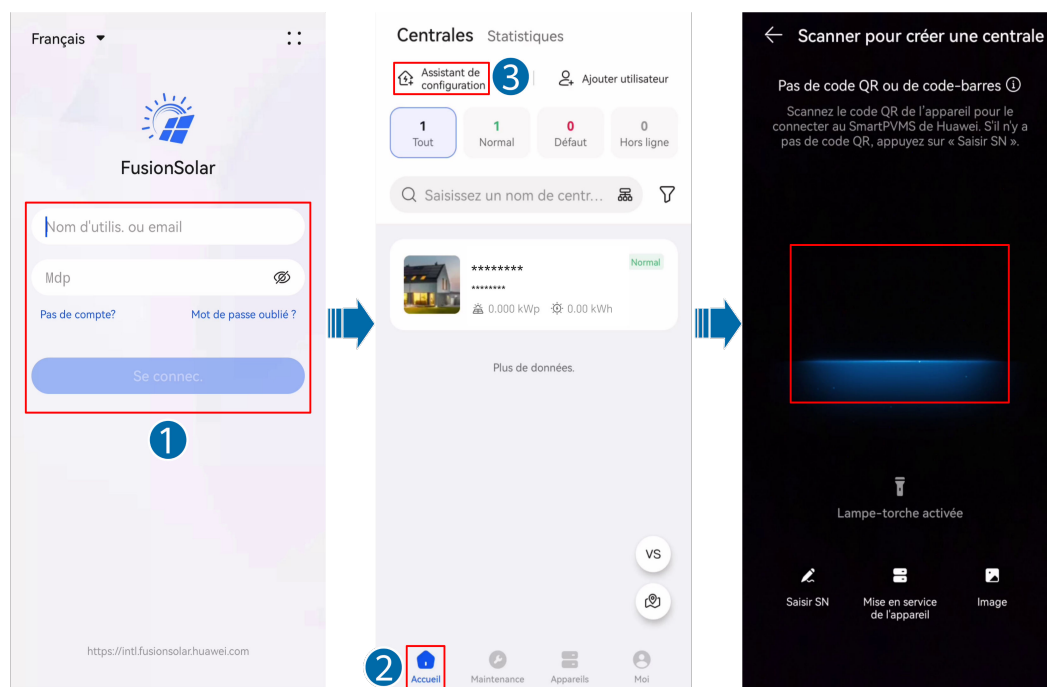 Français
FusionSolar
Nom d'utilis. ou email
Mdp
Pas de compte?
Mot de passe oublié ?
Se connec.
1
https://intl.fusionsolar.huawei.com
Centrales
Statistiques
Assistant de
configuration
3
Ajouter utilisateur
1
Tout
1
Normal
0
Défaut
0
Hors ligne
Saisissez un nom de centr...
********
Normal
********
0.000 kWp
0.00 kWh
Plus de données.
VS
2
Accueil
Maintenance
Appareils
Moi
Scanner pour créer une centrale
Pas de code QR ou de code-barres
Scannez le code QR de l'appareil pour le
connecter au SmartPVMS de Huawei. S'il n'y a
pas de code QR, appuyez sur « Saisir SN ».
Lampe-torche activée
Saisir SN
Mise en service
de l'appareil
Image